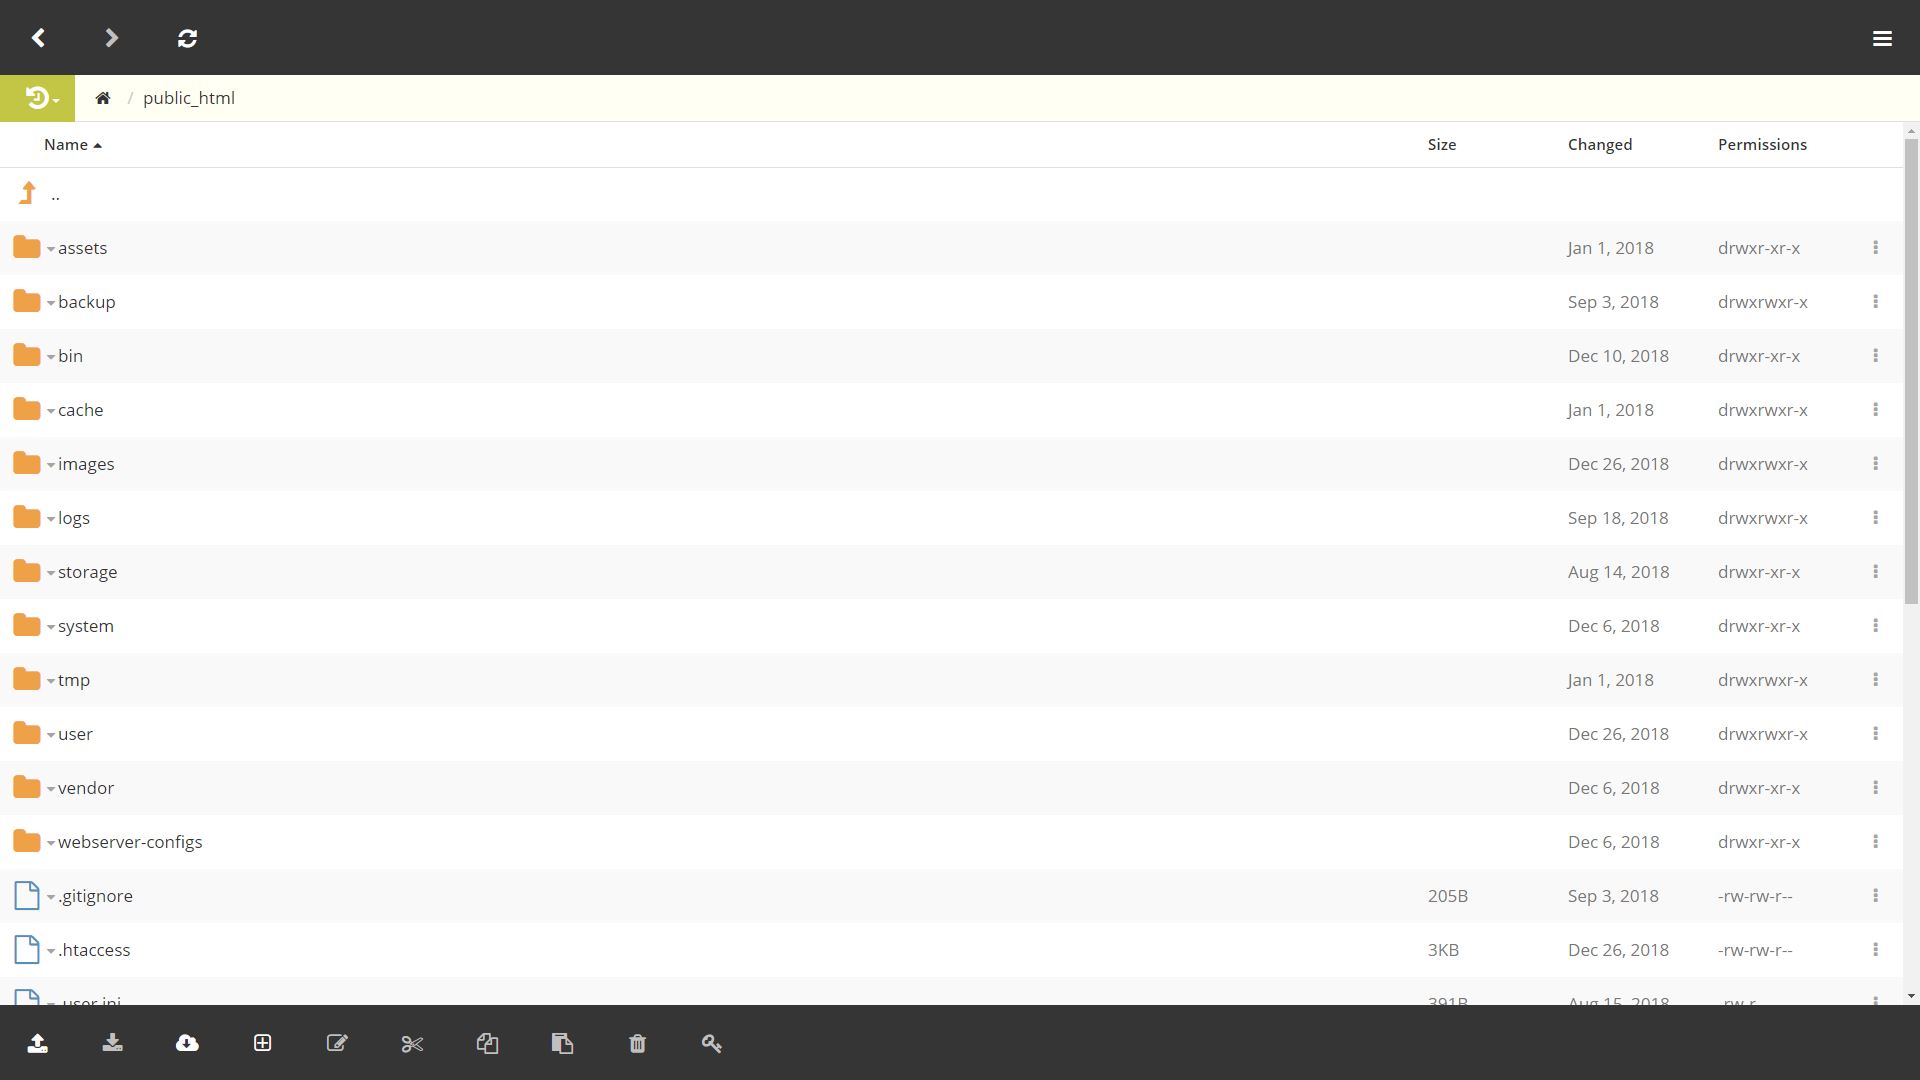 / public_html
Name Size Changed Permissions
..
assets Jan 1, 2018 drwxr-xr-x
backup Sep 3, 2018 drwxrwxr-x
bin Dec 10, 2018 drwxr-xr-x
cache Jan 1, 2018 drwxrwxr-x
images Dec 26, 2018 drwxrwxr-x
logs Sep 18, 2018 drwxrwxr-x
storage Aug 14, 2018 drwxr-xr-x
system Dec 6, 2018 drwxr-xr-x
tmp Jan 1, 2018 drwxrwxr-x
user Dec 26, 2018 drwxrwxr-x
vendor Dec 6, 2018 drwxr-xr-x
webserver-configs Dec 6, 2018 drwxr-xr-x
.gitignore 205B Sep 3, 2018 -rw-rw-r--
.htaccess 3KB Dec 26, 2018 -rw-rw-r--
.user.ini 391B Aug 15, 2018